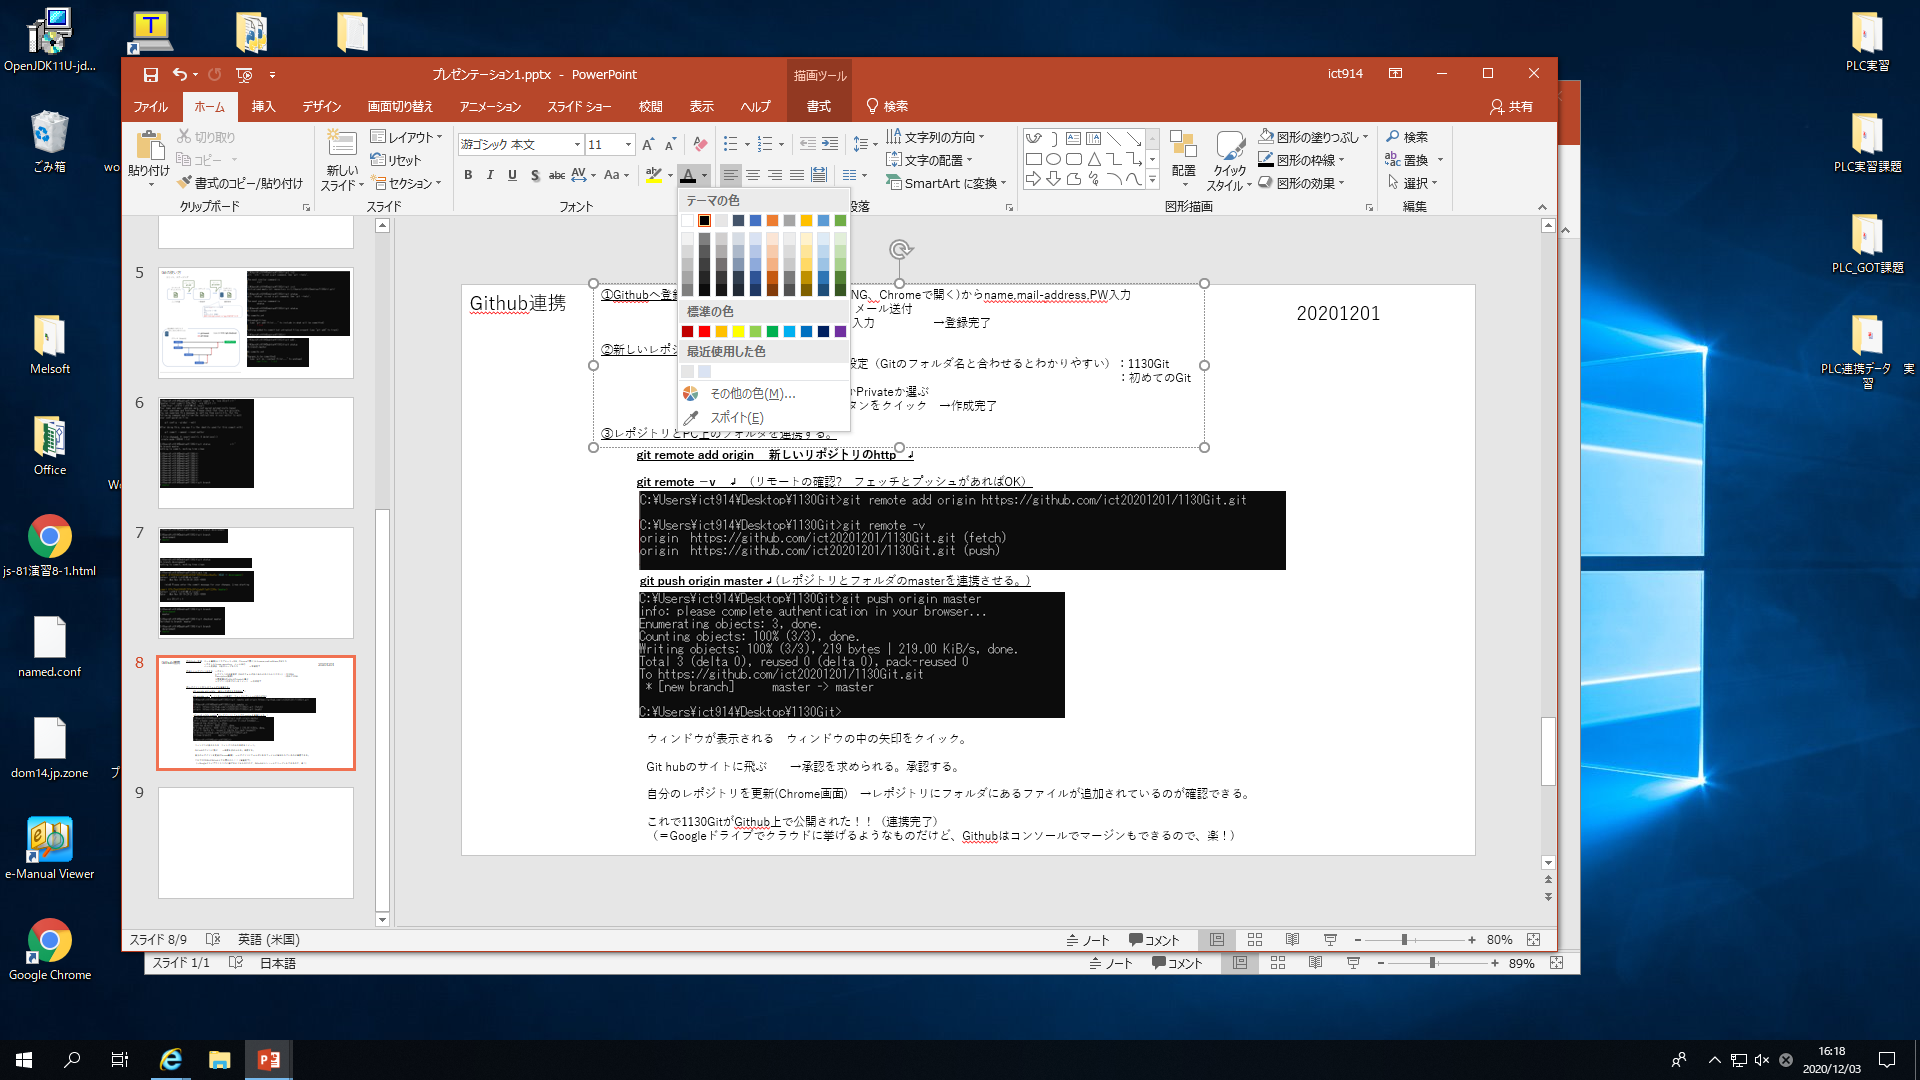 OpenJDK11U-jd...
ごみ箱
Melsoft
Office
js-81演習8-1.html
named.conf
dom14.jp.zone
e-Manual Viewer
Google Chrome
T
PLC実習
PLC実習課題
PLC_GOT課題
PLC連携データ 実習
プレゼンテーション1.pptx - PowerPoint
描画ツール
ict914
ファイル ホーム 挿入 デザイン 画面切り替え アニメーション スライド ショー 校閲 表示 ヘルプ 書式 検索 共有
貼り付け
切り取り
コピー
書式のコピー/貼り付け
クリップボード
新しいスライド
レイアウト
リセット
セクション
スライド
游ゴシック 本文 11
B I U S abc AV Aa A
フォント
文字列の方向
文字の配置
SmartArt に変換
段落
配置
クイックスタイル
図形の塗りつぶし
図形の枠線
図形の効果
図形描画
検索
置換
選択
編集
テーマの色
標準の色
最近使用した色
その他の色(M)...
スポイト(E)
5
6
7
8
9
Github連携
20201201
①Githubへ登録
NG、Chromeで開く)からname,mail-address,PW入力
メール送付
入力 →登録完了
②新しいレポジ
設定（Gitのフォルダ名と合わせるとわかりやすい）：1130Git
：初めてのGit
かPrivateか選ぶ
タンをクイック →作成完了
③レポジトリとPC上のフォルダを連携する。
git remote add origin 新しいリポジトリのhttp ↲
git remote －v ↲ （リモートの確認？ フェッチとプッシュがあればOK）
C:¥Users¥ict914¥Desktop¥1130Git>git remote add origin https://github.com/ict20201201/1130Git.git
C:¥Users¥ict914¥Desktop¥1130Git>git remote -v
origin https://github.com/ict20201201/1130Git.git (fetch)
origin https://github.com/ict20201201/1130Git.git (push)
git push origin master↲（レポジトリとフォルダのmasterを連携させる。）
C:¥Users¥ict914¥Desktop¥1130Git>git push origin master
info: please complete authentication in your browser...
Enumerating objects: 3, done.
Counting objects: 100% (3/3), done.
Writing objects: 100% (3/3), 219 bytes | 219.00 KiB/s, done.
Total 3 (delta 0), reused 0 (delta 0), pack-reused 0
To https://github.com/ict20201201/1130Git.git
* [new branch] master -> master
C:¥Users¥ict914¥Desktop¥1130Git>
ウィンドウが表示される ウィンドウの中の矢印をクイック。
Git hubのサイトに飛ぶ →承認を求められる。承認する。
自分のレポジトリを更新(Chrome画面) →レポジトリにフォルダにあるファイルが追加されているのが確認できる。
これで1130GitがGithub上で公開された！！（連携完了）
（＝Googleドライブでクラウドに挙げるようなものだけど、Githubはコンソールでマージンもできるので、楽！）
スライド 8/9 英語 (米国) ノート コメント 80%
スライド 1/1 日本語 ノート コメント 89%
16:18
2020/12/03